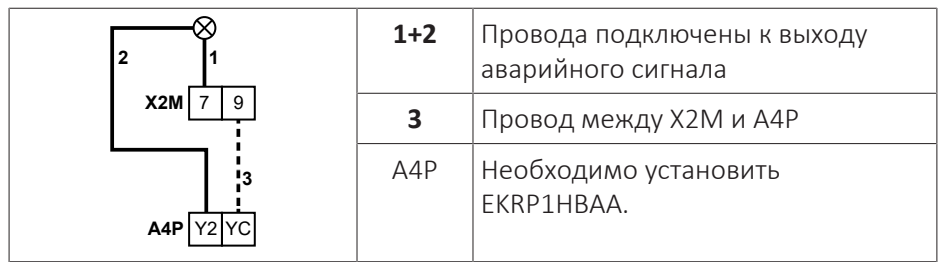 2
1
X2M 7 9
3
A4P Y2 YC
1+2
Провода подключены к выходу
аварийного сигнала
3
Провод между X2M и A4P
A4P
Необходимо установить
EKRP1HBAA.